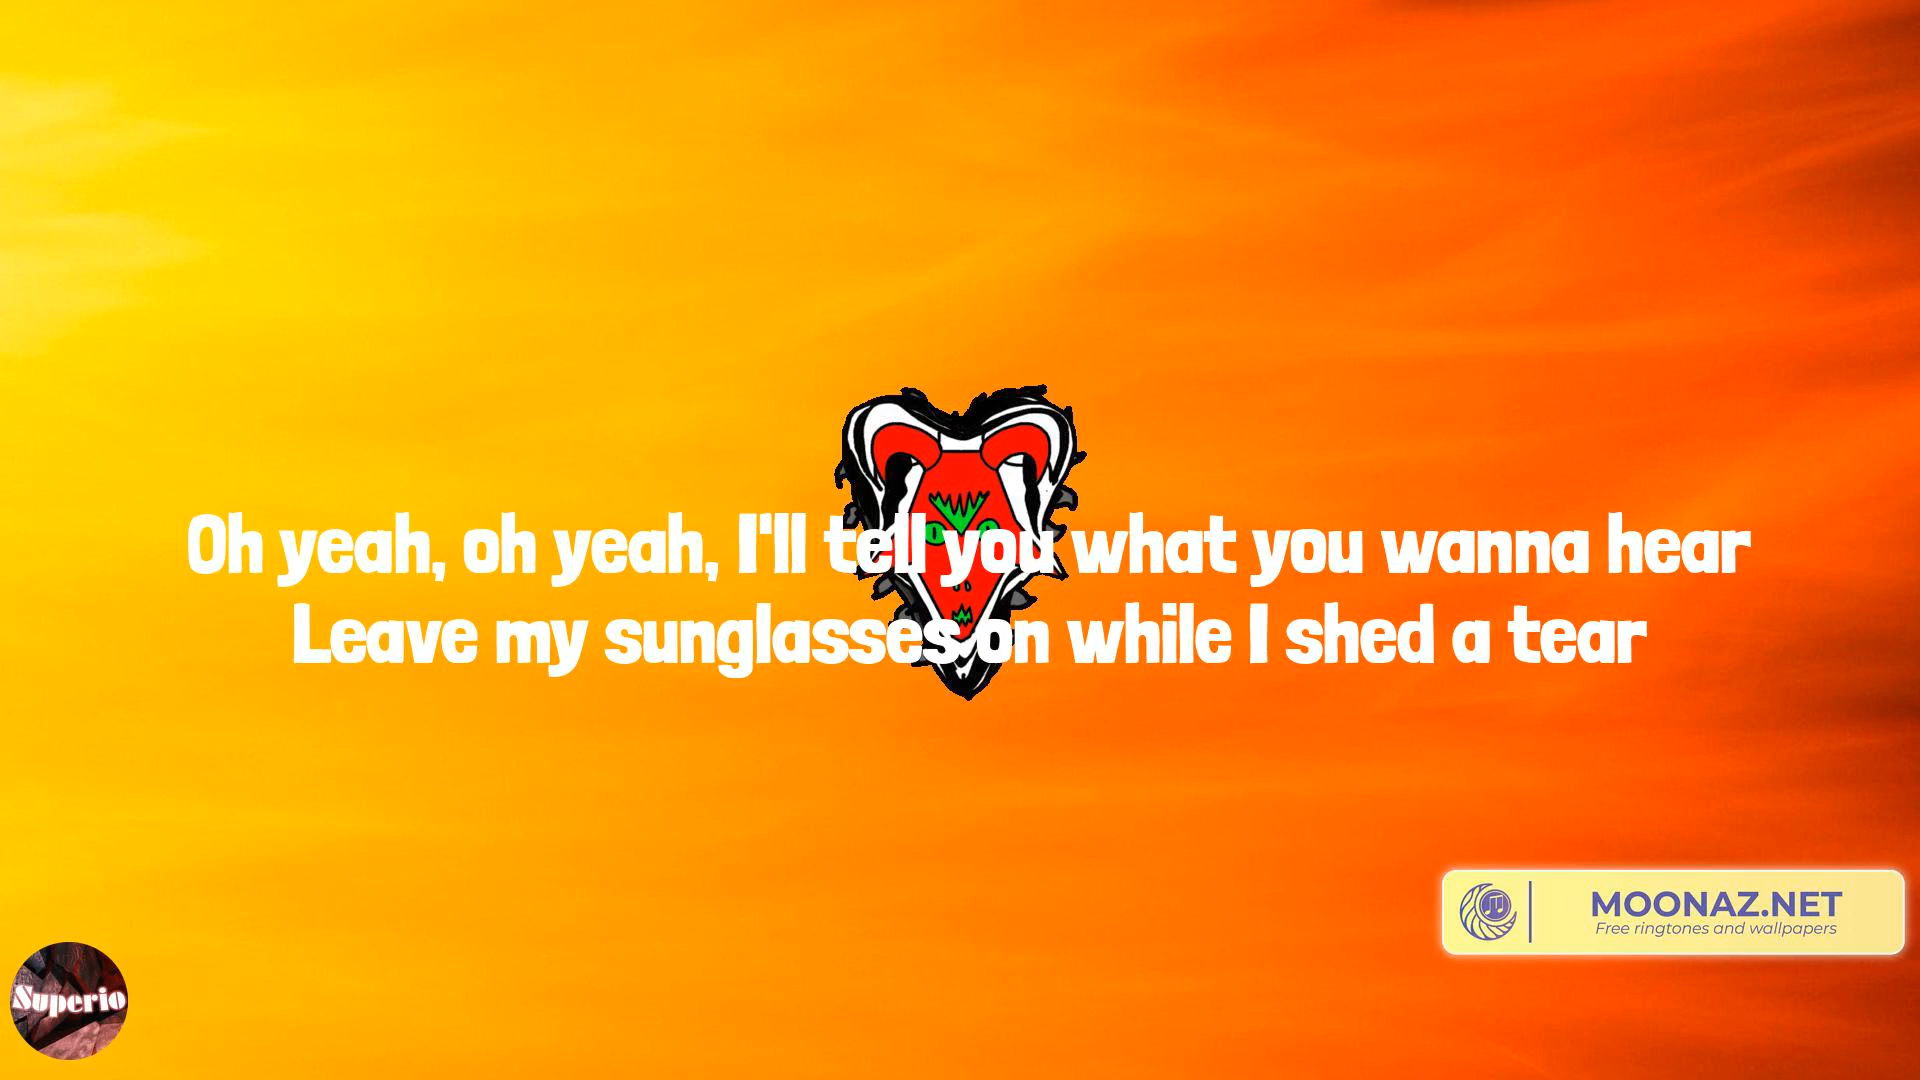 Oh yeah, oh yeah, I'll tell you what you wanna hear
Leave my sunglasses on while I shed a tear
MOONAZ.NET
Free ringtones and wallpapers
Superio